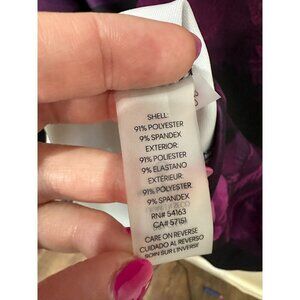 SHELL:
91% POLYESTER
9% SPANDEX
EXTERIOR:
91% POLIESTER
9% ELASTANO
EXTÉRIEUR:
91% POLYESTER
9% SPANDEX
RN# 54163
CA# 57151
CARE ON REVERSE
CUIDADO AL REVERSO
SOIN SUR L'INVERSE